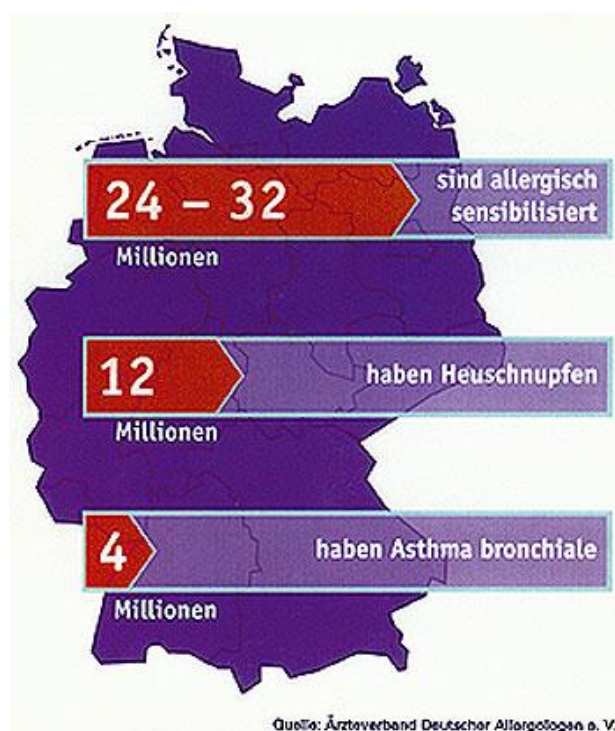 24 – 32
sind allergisch
sensibilisiert
Millionen
12
haben Heuschnupfen
Millionen
4
haben Asthma bronchiale
Millionen
Quelle: Ärzteverband Deutscher Allergologen e. V.